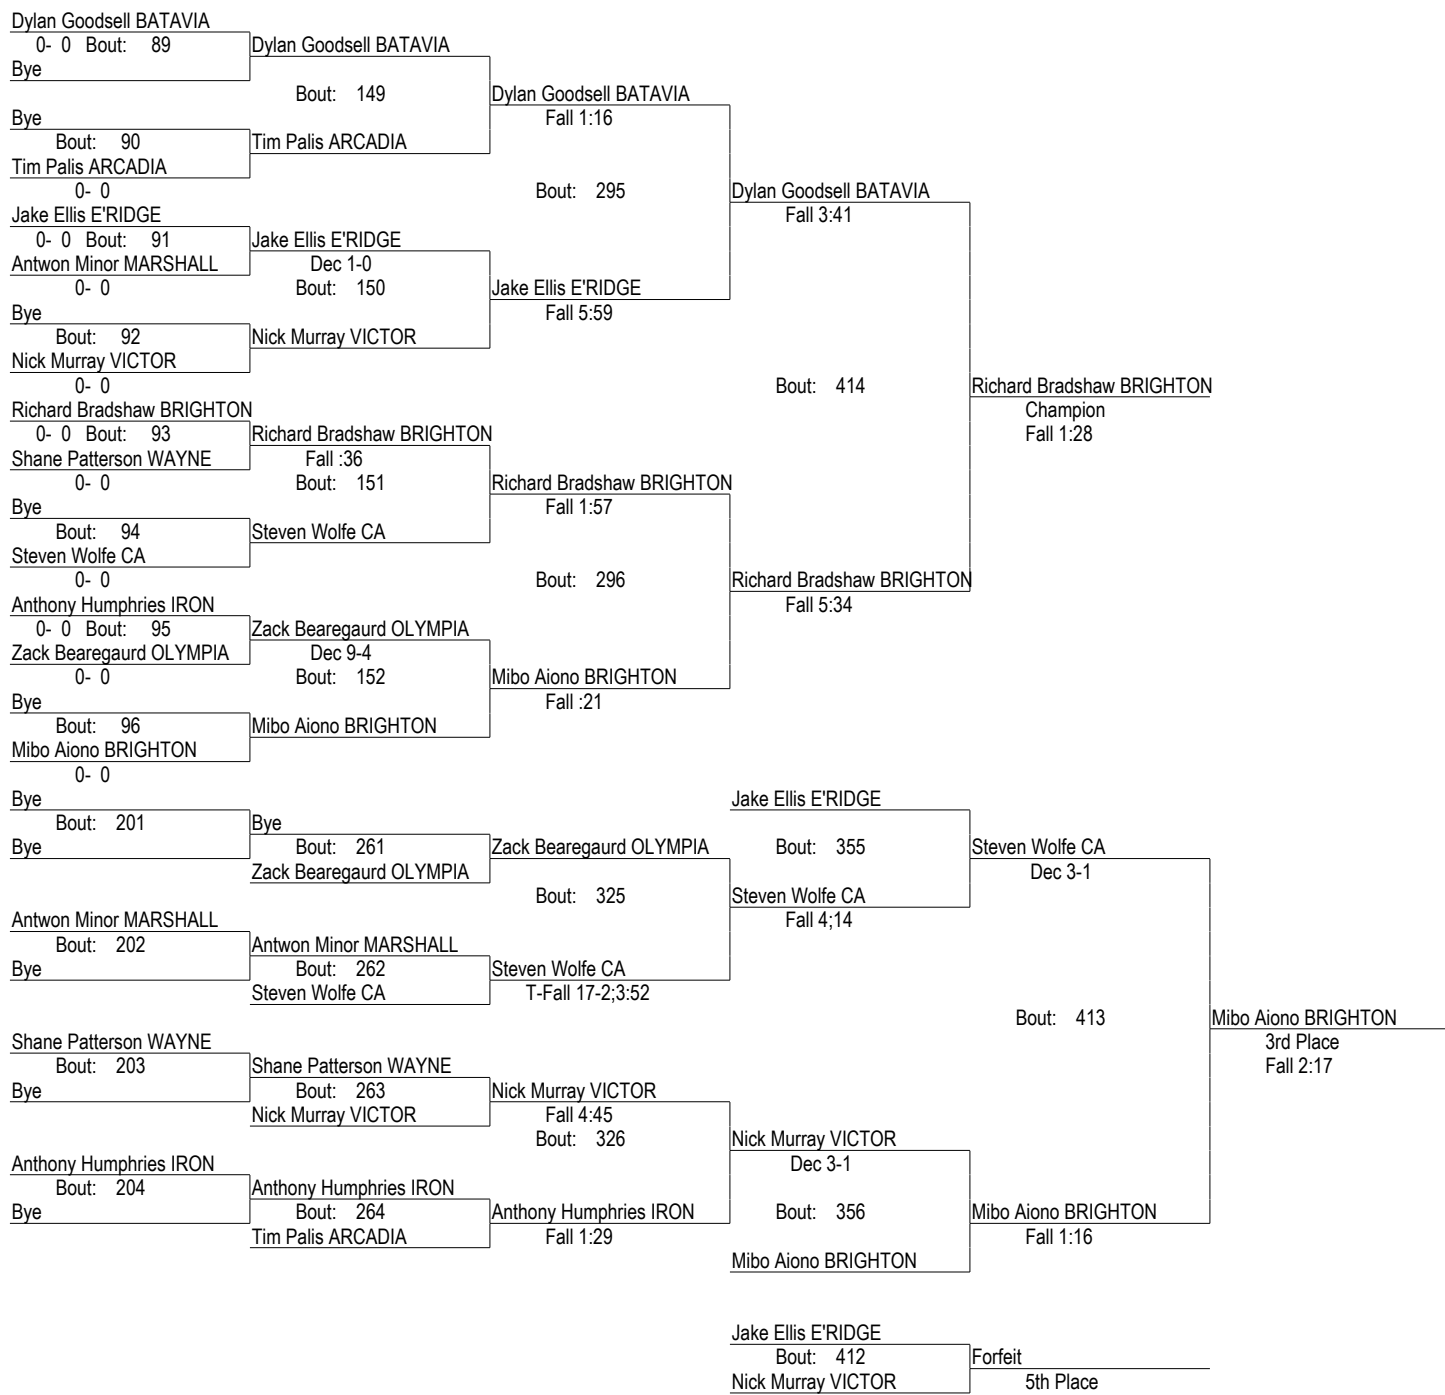 Dylan Goodsell BATAVIA
0- 0 Bout: 89 Dylan Goodsell BATAVIA
Bye
Bout: 149 Dylan Goodsell BATAVIA
Bye Fall 1:16
Bout: 90 Tim Palis ARCADIA
Tim Palis ARCADIA
0- 0 Bout: 295 Dylan Goodsell BATAVIA
Jake Ellis E'RIDGE Fall 3:41
0- 0 Bout: 91 Jake Ellis E'RIDGE
Antwon Minor MARSHALL Dec 1-0
0- 0 Bout: 150 Jake Ellis E'RIDGE
Bye Fall 5:59
Bout: 92 Nick Murray VICTOR
Nick Murray VICTOR
0- 0 Bout: 414 Richard Bradshaw BRIGHTON
Richard Bradshaw BRIGHTON Champion
0- 0 Bout: 93 Richard Bradshaw BRIGHTON Fall 1:28
Shane Patterson WAYNE Fall :36
0- 0 Bout: 151 Richard Bradshaw BRIGHTON
Bye Fall 1:57
Bout: 94 Steven Wolfe CA
Steven Wolfe CA
0- 0 Bout: 296 Richard Bradshaw BRIGHTON
Anthony Humphries IRON Fall 5:34
0- 0 Bout: 95 Zack Bearegaurd OLYMPIA
Zack Bearegaurd OLYMPIA Dec 9-4
0- 0 Bout: 152 Mibo Aiono BRIGHTON
Bye Fall :21
Bout: 96 Mibo Aiono BRIGHTON
Mibo Aiono BRIGHTON
0- 0
Bye Jake Ellis E'RIDGE
Bout: 201 Bye
Bye Bout: 261 Zack Bearegaurd OLYMPIA Bout: 355 Steven Wolfe CA
Zack Bearegaurd OLYMPIA Dec 3-1
Bout: 325 Steven Wolfe CA
Antwon Minor MARSHALL Fall 4;14
Bout: 202 Antwon Minor MARSHALL
Bye Bout: 262 Steven Wolfe CA
Steven Wolfe CA T-Fall 17-2;3:52
Bout: 413 Mibo Aiono BRIGHTON
Shane Patterson WAYNE 3rd Place
Bout: 203 Shane Patterson WAYNE Fall 2:17
Bye Bout: 263 Nick Murray VICTOR
Nick Murray VICTOR Fall 4:45
Bout: 326 Nick Murray VICTOR
Anthony Humphries IRON Dec 3-1
Bout: 204 Anthony Humphries IRON
Bye Bout: 264 Anthony Humphries IRON Bout: 356 Mibo Aiono BRIGHTON
Tim Palis ARCADIA Fall 1:29 Fall 1:16
Mibo Aiono BRIGHTON
Jake Ellis E'RIDGE
Bout: 412 Forfeit
Nick Murray VICTOR 5th Place